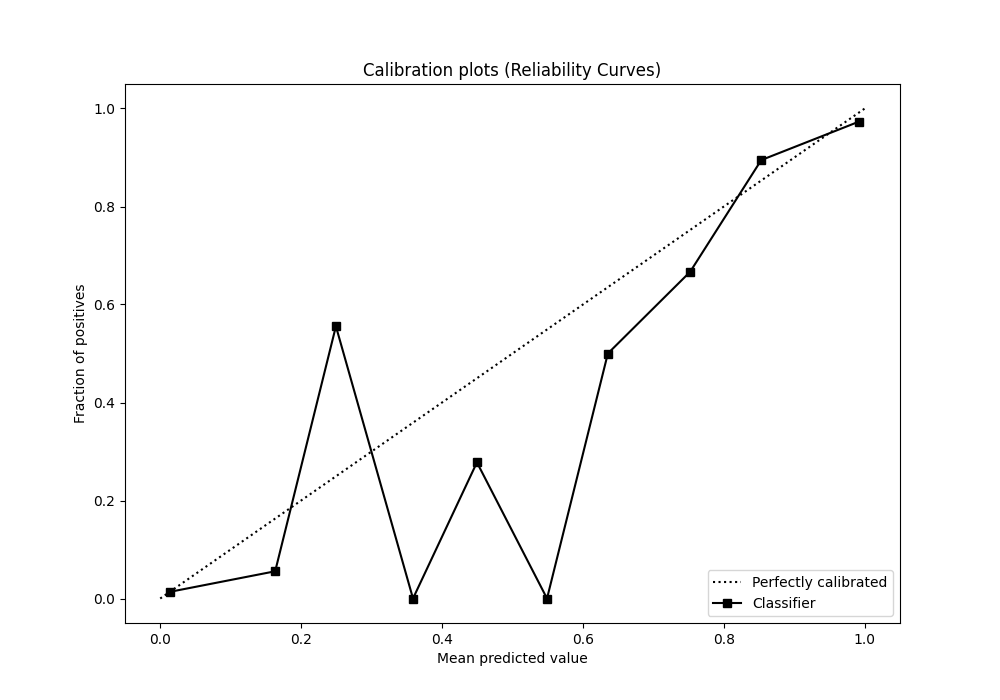 Calibration plots (Reliability Curves)
1.0
0.8
0.6
0.4
0.2
0.0
Fraction of positives
0.0 0.2 0.4 0.6 0.8 1.0
Mean predicted value
Perfectly calibrated
Classifier